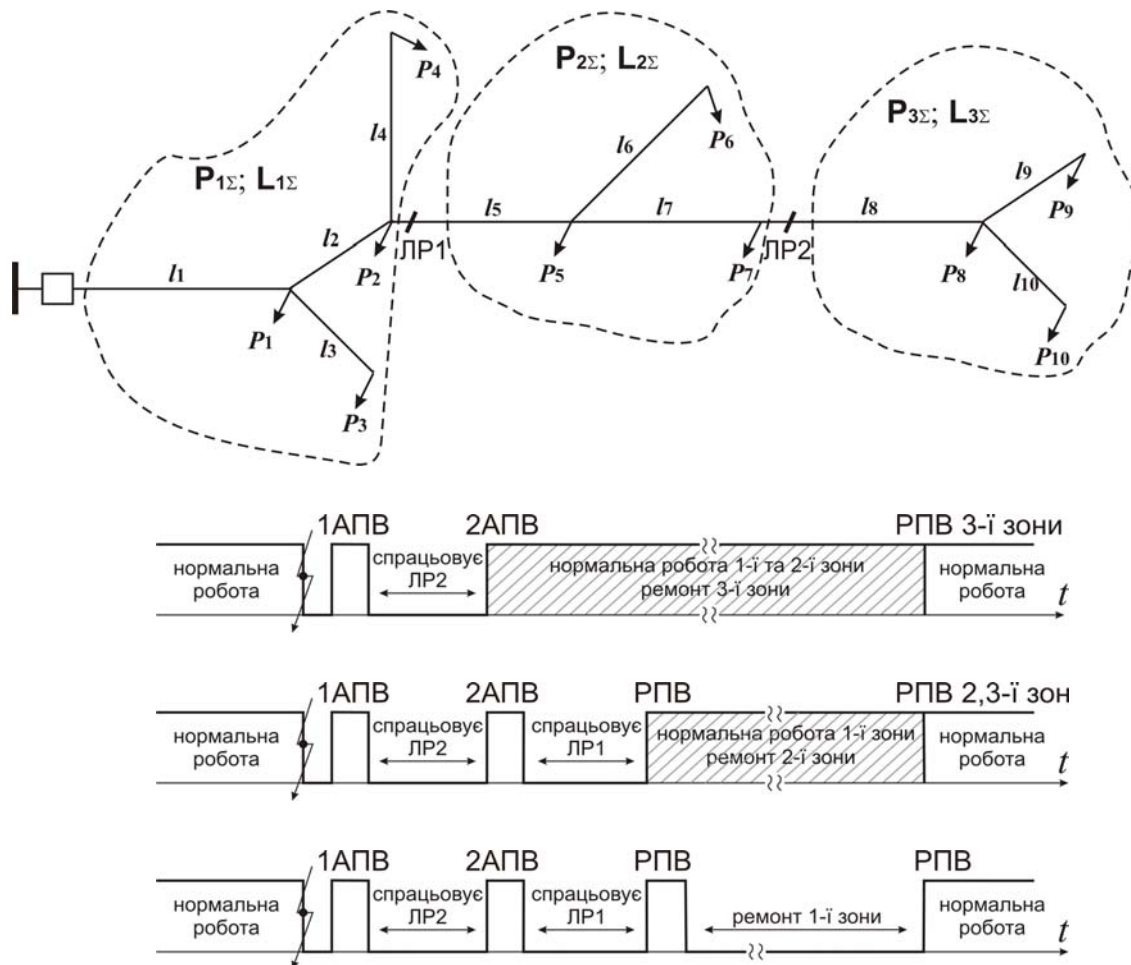 P4
P1Σ; L1Σ
l4
P2Σ; L2Σ
l6
P6
P3Σ; L3Σ
l9
P9
l2
P2
ЛР1
l5
P5
l7
P7
ЛР2
l8
P8
l10
P10
l1
P1
l3
P3
1АПВ 2АПВ РПВ 3-ї зони
нормальна робота
спрацьовує ЛР2
нормальна робота 1-ї та 2-ї зони
ремонт 3-ї зони
нормальна робота
t
1АПВ 2АПВ РПВ РПВ 2,3-ї зон
нормальна робота
спрацьовує ЛР2
спрацьовує ЛР1
нормальна робота 1-ї зони
ремонт 2-ї зони
нормальна робота
t
1АПВ 2АПВ РПВ РПВ
нормальна робота
спрацьовує ЛР2
спрацьовує ЛР1
ремонт 1-ї зони
нормальна робота
t